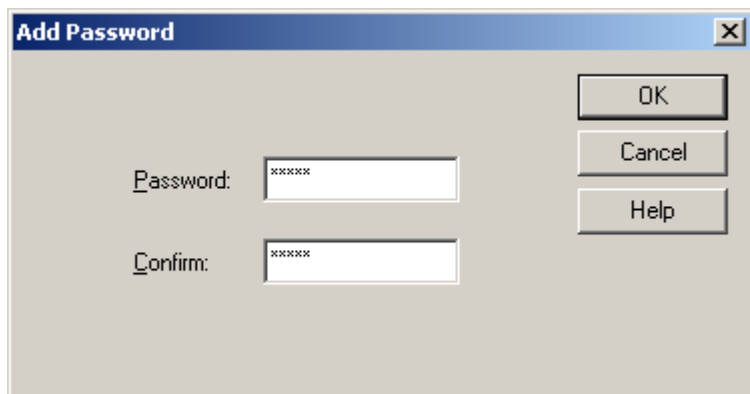 Add Password
OK
Cancel
Password: *****
Help
Confirm: *****